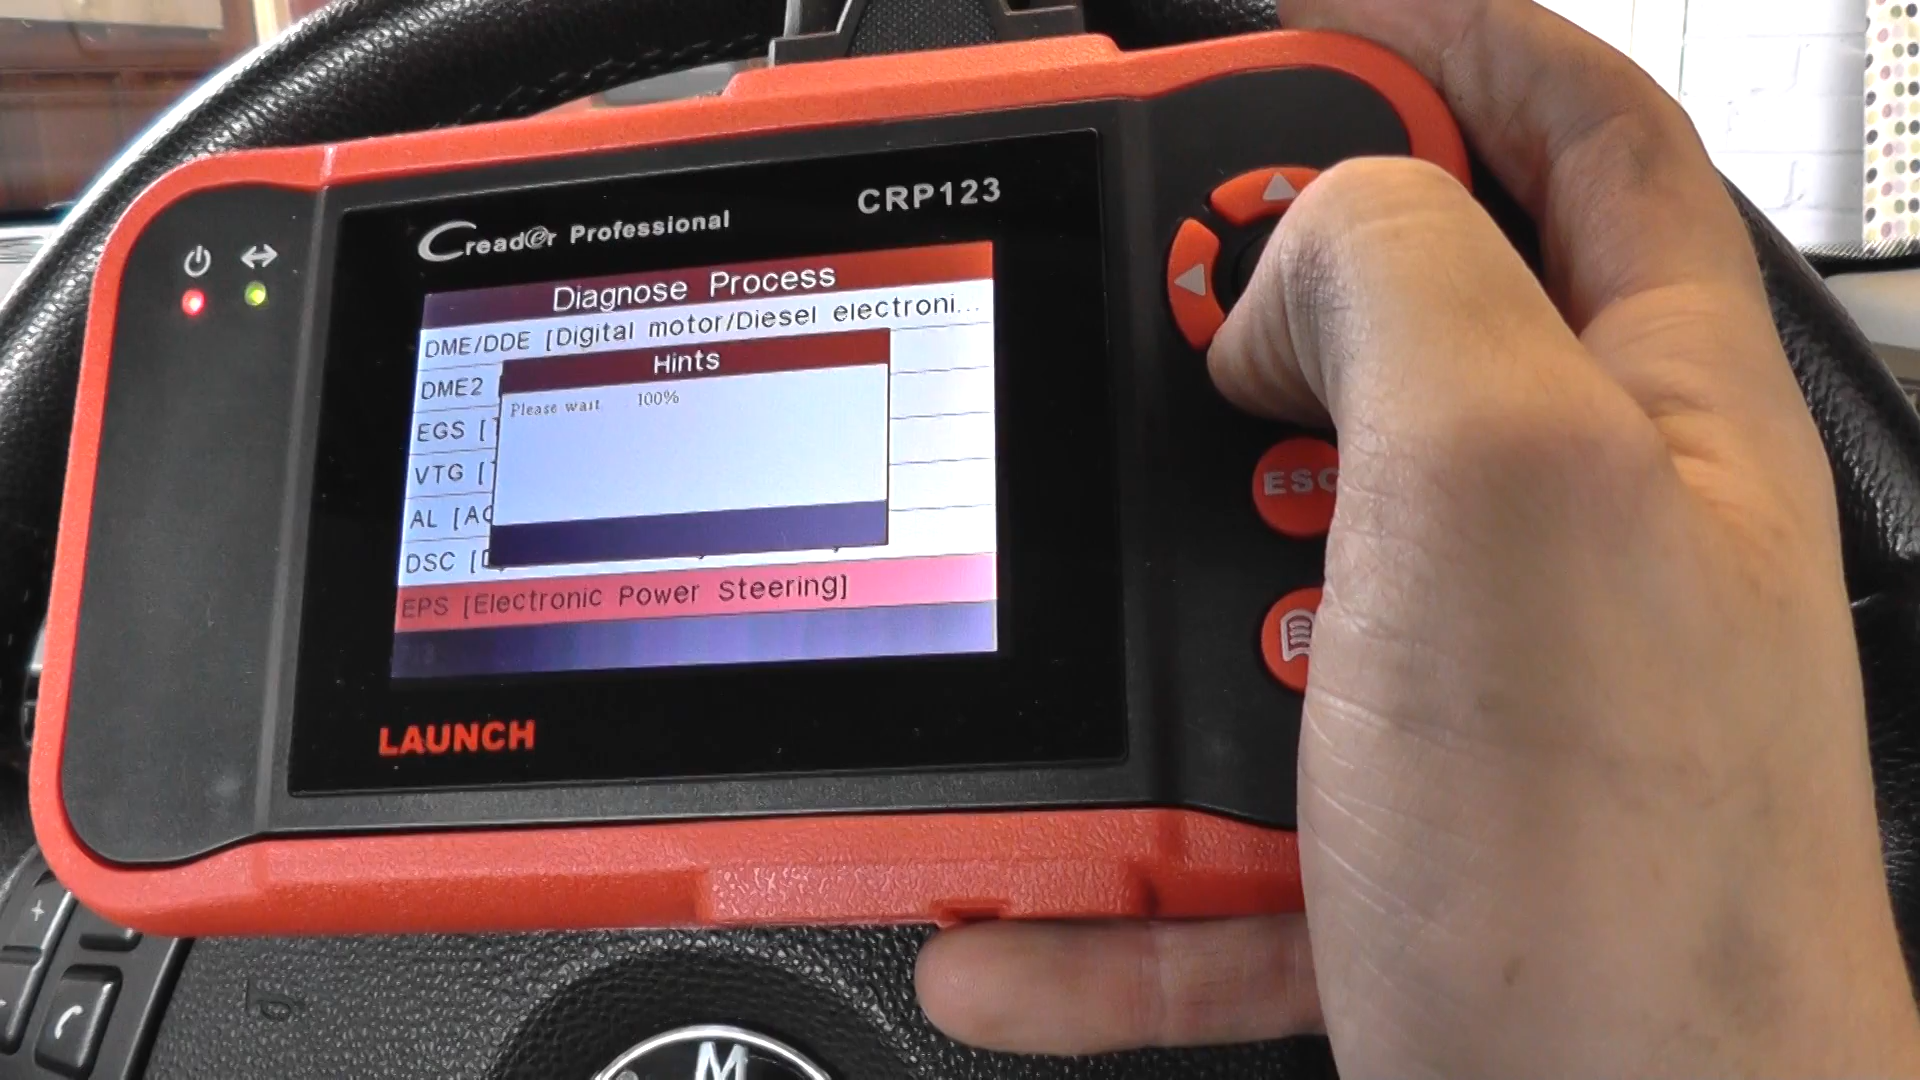 CRP123
Creader Professional
Diagnose Process
DME/DDE [Digital motor/Diesel electroni...
Hints
DME2
Please wait 100%
EGS [
VTG [
AL [AC
DSC [D
EPS [Electronic Power Steering]
ESC
LAUNCH
+
M